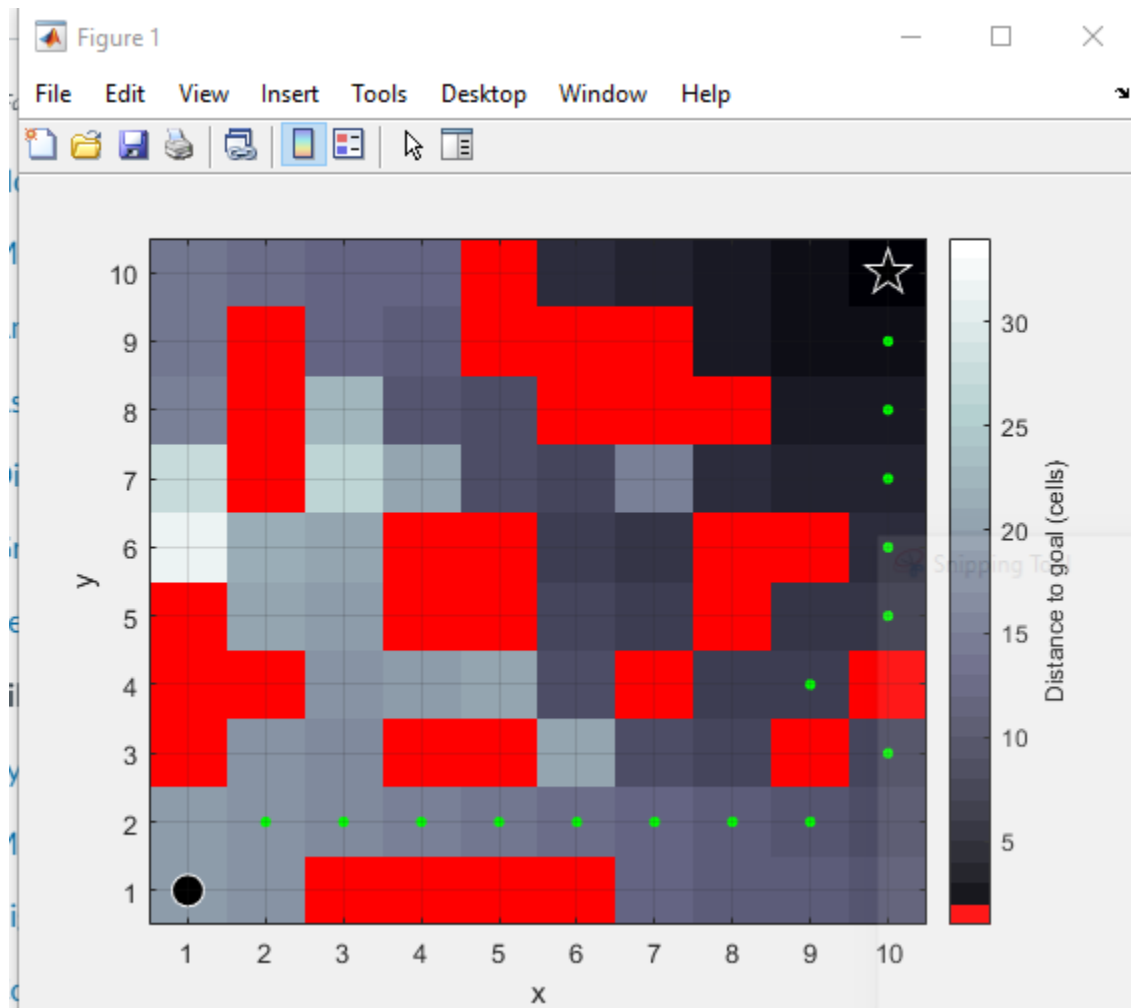 Figure 1
File Edit View Insert Tools Desktop Window Help
10
9
8
7
6
5
4
3
2
1
y
1 2 3 4 5 6 7 8 9 10
x
30
25
20
15
10
5
Distance to goal (cells)
Snipping Tool